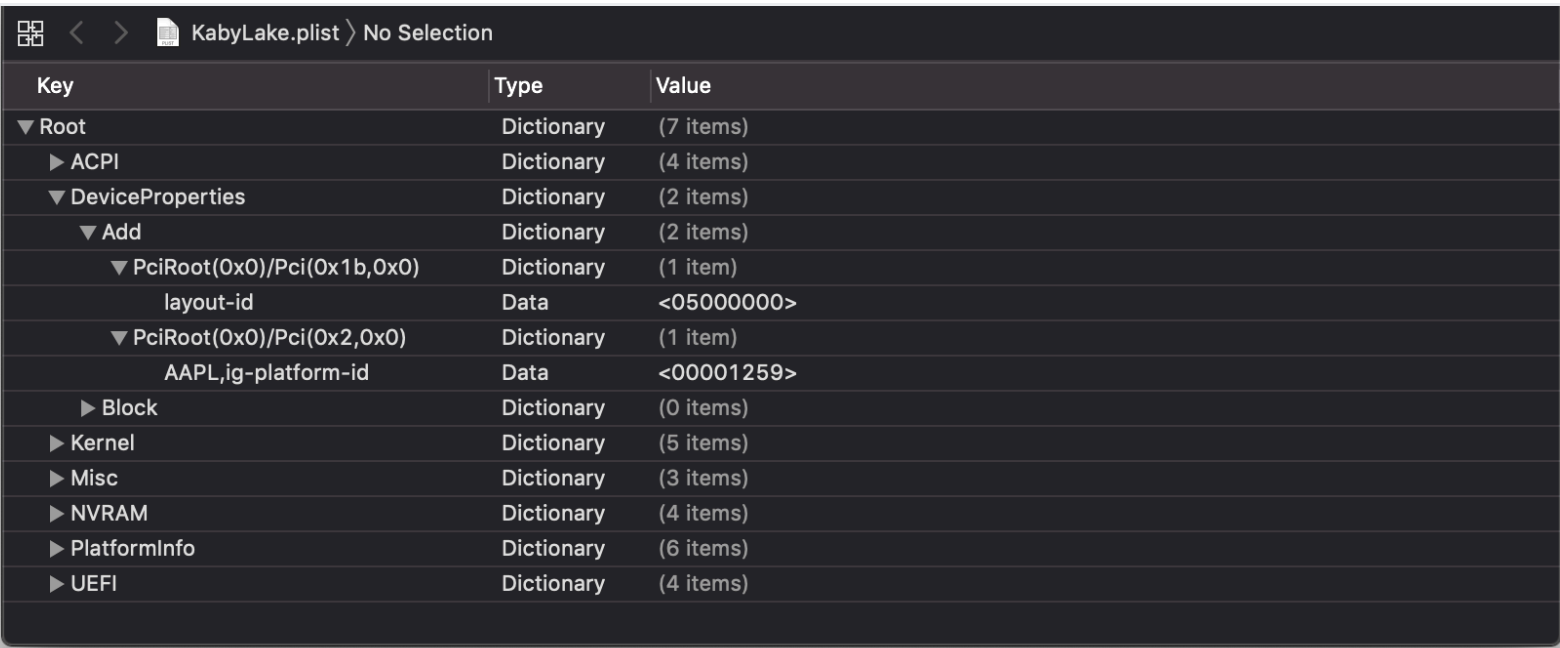 KabyLake.plist 〉 No Selection
Key Type Value
Root Dictionary (7 items)
ACPI Dictionary (4 items)
DeviceProperties Dictionary (2 items)
Add Dictionary (2 items)
PciRoot(0x0)/Pci(0x1b,0x0) Dictionary (1 item)
layout-id Data <05000000>
PciRoot(0x0)/Pci(0x2,0x0) Dictionary (1 item)
AAPL,ig-platform-id Data <00001259>
Block Dictionary (0 items)
Kernel Dictionary (5 items)
Misc Dictionary (3 items)
NVRAM Dictionary (4 items)
PlatformInfo Dictionary (6 items)
UEFI Dictionary (4 items)